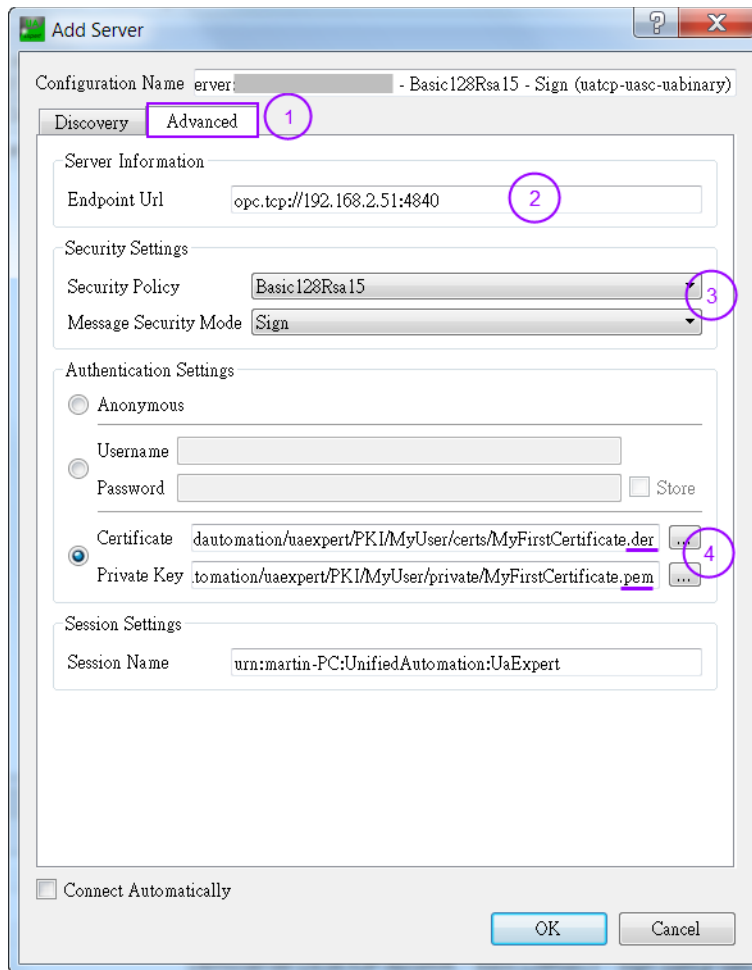 Add Server
Configuration Name erver: - Basic128Rsa15 - Sign (uatcp-uasc-uabinary)
Discovery Advanced 1
Server Information
Endpoint Url opc.tcp://192.168.2.51:4840 2
Security Settings
Security Policy Basic128Rsa15
3
Message Security Mode Sign
Authentication Settings
Anonymous
Username
Password Store
Certificate dautomation/uaexpert/PKI/MyUser/certs/MyFirstCertificate.der ...
4
Private Key .tomation/uaexpert/PKI/MyUser/private/MyFirstCertificate.pem ...
Session Settings
Session Name urn:martin-PC:UnifiedAutomation:UaExpert
Connect Automatically
OK Cancel